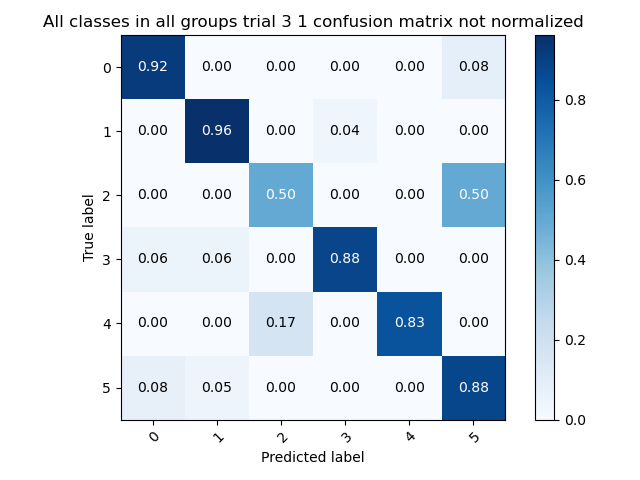 All classes in all groups trial 3 1 confusion matrix not normalized
True label
0 0.92 0.00 0.00 0.00 0.00 0.08
1 0.00 0.96 0.00 0.04 0.00 0.00
2 0.00 0.00 0.50 0.00 0.00 0.50
3 0.06 0.06 0.00 0.88 0.00 0.00
4 0.00 0.00 0.17 0.00 0.83 0.00
5 0.08 0.05 0.00 0.00 0.00 0.88
0 1 2 3 4 5
Predicted label
0.8
0.6
0.4
0.2
0.0